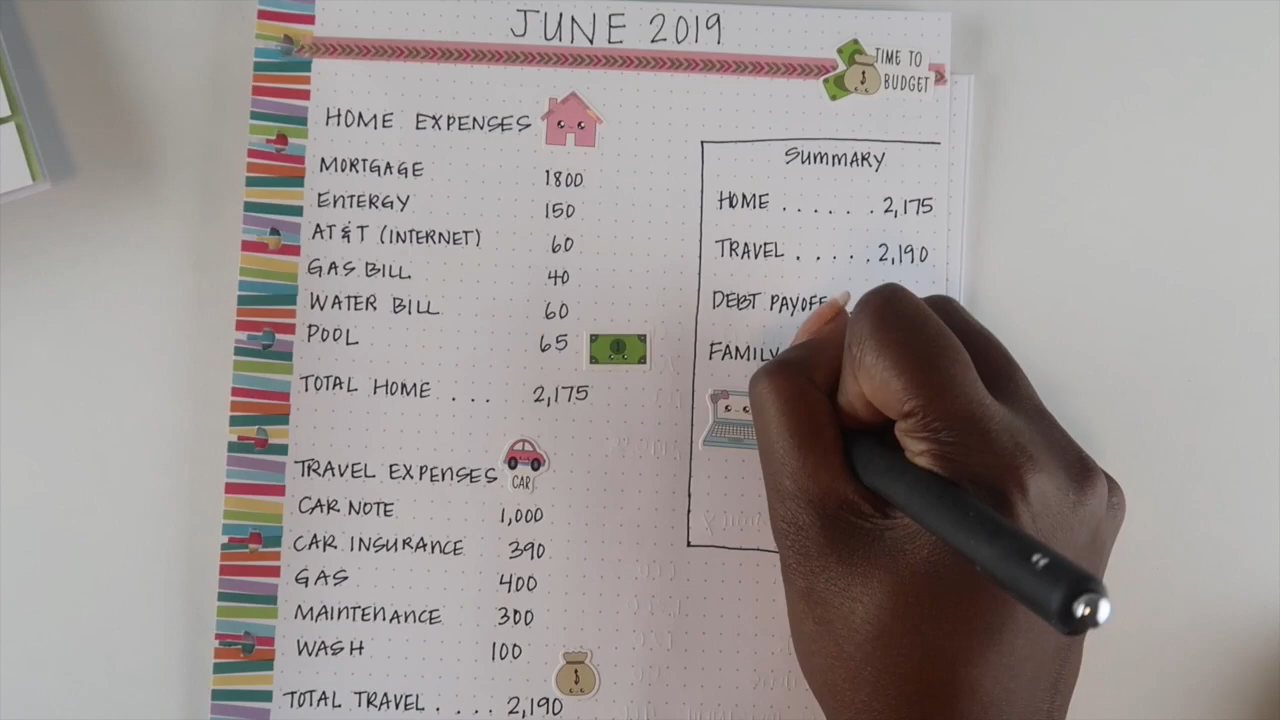 JUNE 2019
TIME TO
BUDGET
HOME EXPENSES
MORTGAGE 1800
ENTERGY 150
AT&T (INTERNET) 60
GAS BILL 40
WATER BILL 60
POOL 65
TOTAL HOME . . . 2,175
TRAVEL EXPENSES
CAR
CAR NOTE 1,000
CAR INSURANCE 390
GAS 400
MAINTENANCE 300
WASH 100
TOTAL TRAVEL . . . . 2,190
SUMMARY
HOME . . . . . . 2,175
TRAVEL . . . . . 2,190
DEBT PAYOFF
FAMILY